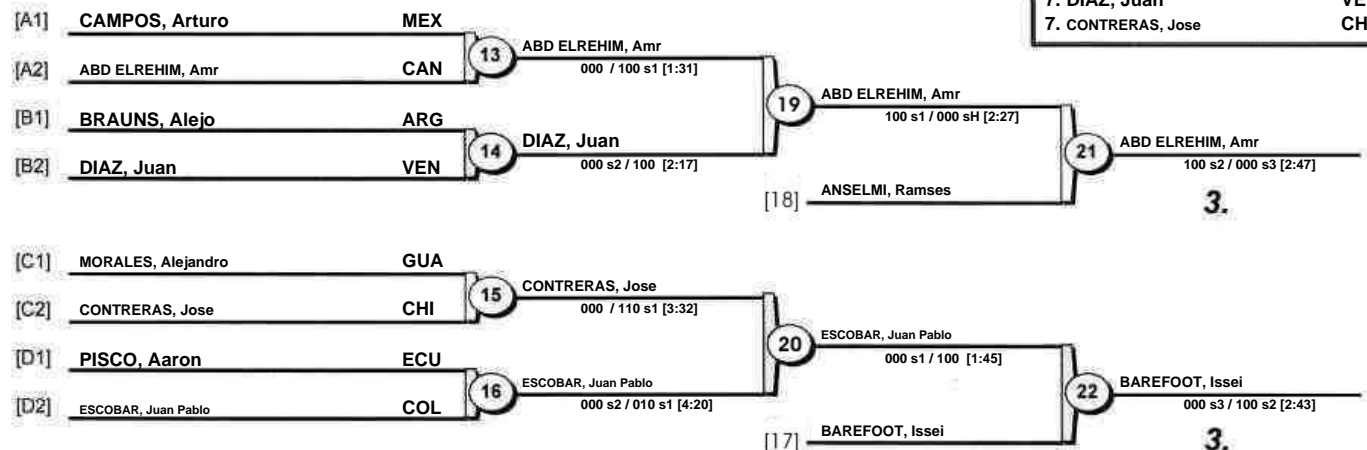 7. DIAZ, Juan VE
7. CONTRERAS, Jose CH
[A1] CAMPOS, Arturo MEX
13 ABD ELREHIM, Amr
[A2] ABD ELREHIM, Amr CAN
000 / 100 s1 [1:31]
19 ABD ELREHIM, Amr
100 s1 / 000 sH [2:27]
[B1] BRAUNS, Alejo ARG
14 DIAZ, Juan
[B2] DIAZ, Juan VEN
000 s2 / 100 [2:17]
21 ABD ELREHIM, Amr
100 s2 / 000 s3 [2:47]
[18] ANSELMI, Ramses
3.
[C1] MORALES, Alejandro GUA
15 CONTRERAS, Jose
[C2] CONTRERAS, Jose CHI
000 / 110 s1 [3:32]
20 ESCOBAR, Juan Pablo
000 s1 / 100 [1:45]
[D1] PISCO, Aaron ECU
16 ESCOBAR, Juan Pablo
[D2] ESCOBAR, Juan Pablo COL
000 s2 / 010 s1 [4:20]
22 BAREFOOT, Issei
000 s3 / 100 s2 [2:43]
[17] BAREFOOT, Issei
3.